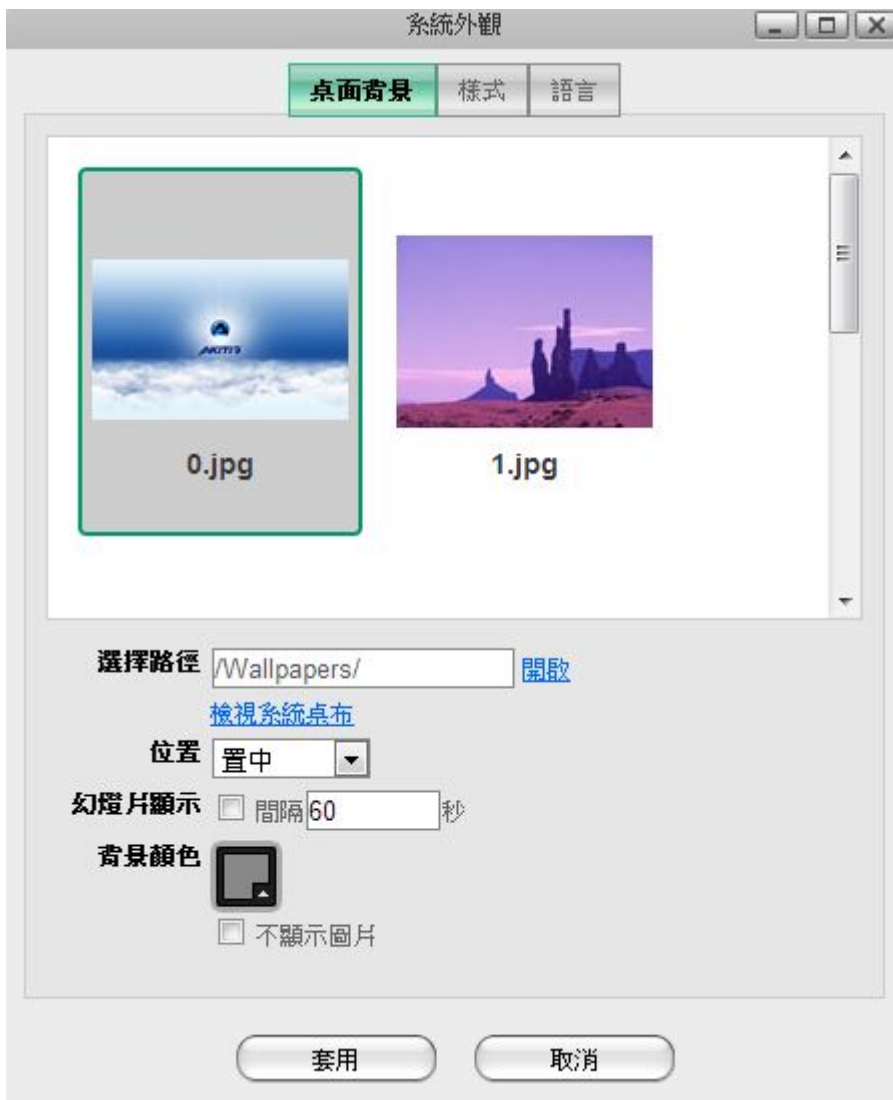 系統外觀
桌面背景 樣式 語言
AKiTiO
0.jpg 1.jpg
選擇路徑 /Wallpapers/ 開啟
檢視系統桌布
位置 置中
幻燈片顯示 間隔 60 秒
背景顏色
不顯示圖片
套用 取消